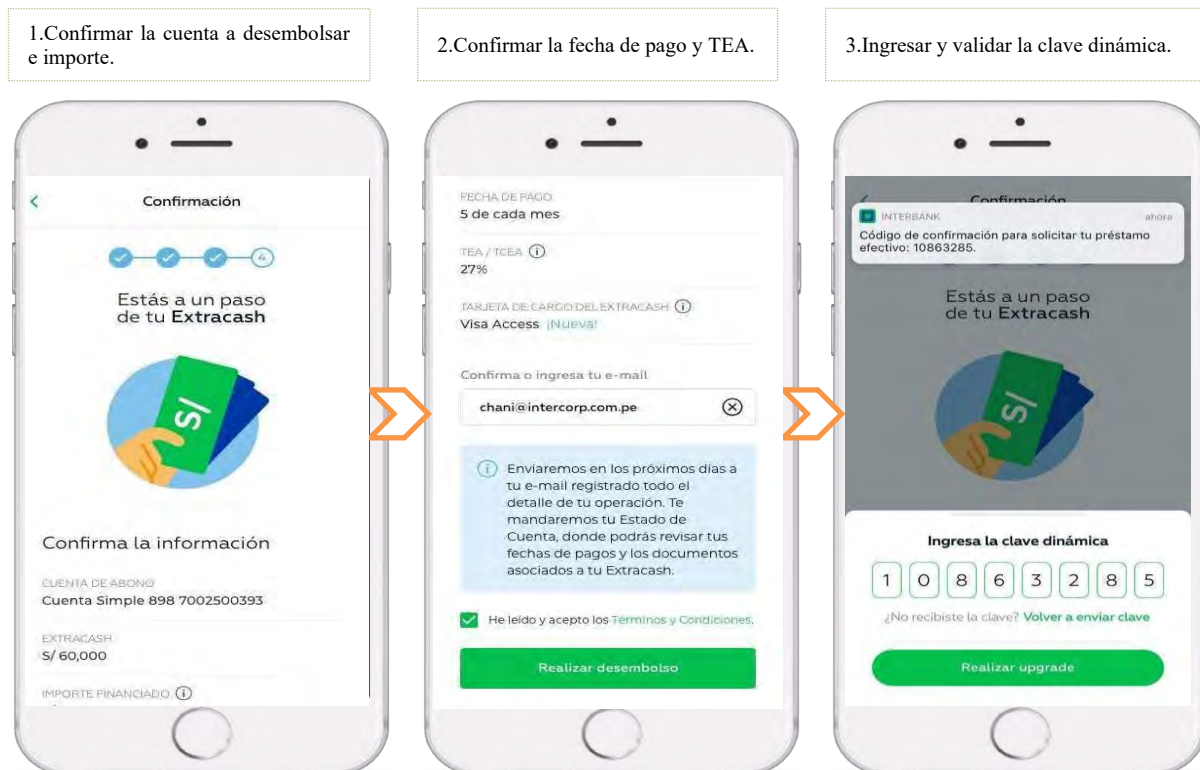 1.Confirmar la cuenta a desembolsar
e importe.
Confirmación
4
Estás a un paso
de tu Extracash
S/
Confirma la información
CUENTA DE ABONO
Cuenta Simple 898 7002500393
EXTRACASH
S/ 60,000
IMPORTE FINANCIADO
2.Confirmar la fecha de pago y TEA.
FECHA DE PAGO
5 de cada mes
TEA / TCEA
27%
TARJETA DE CARGO DEL EXTRACASH
Visa Access ¡Nueva!
Confirma o ingresa tu e-mail
chani@intercorp.com.pe
Enviaremos en los próximos días a
tu e-mail registrado todo el
detalle de tu operación. Te
mandaremos tu Estado de
Cuenta, donde podrás revisar tus
fechas de pagos y los documentos
asociados a tu Extracash.
He leído y acepto los Términos y Condiciones.
Realizar desembolso
3.Ingresar y validar la clave dinámica.
Confirmación
INTERBANK ahora
Código de confirmación para solicitar tu préstamo
efectivo: 10863285.
Estás a un paso
de tu Extracash
S/
Ingresa la clave dinámica
1 0 8 6 3 2 8 5
¿No recibiste la clave? Volver a enviar clave
Realizar upgrade